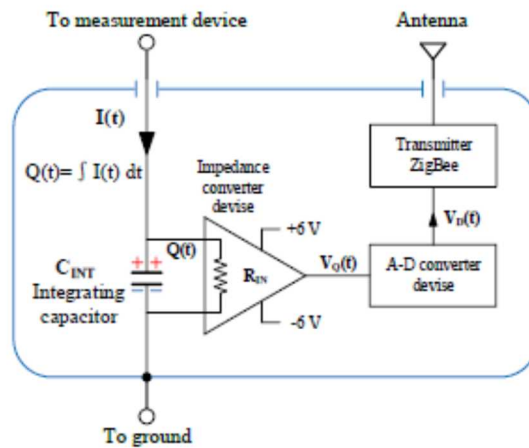 To measurement device
Antenna
I(t)
Q(t)= ∫ I(t) dt
Impedance
converter
devise
Transmitter
ZigBee
+6 V
V_D(t)
Q(t)
C_INT
Integrating
capacitor
R_IN
V_Q(t)
A-D converter
devise
-6 V
To ground